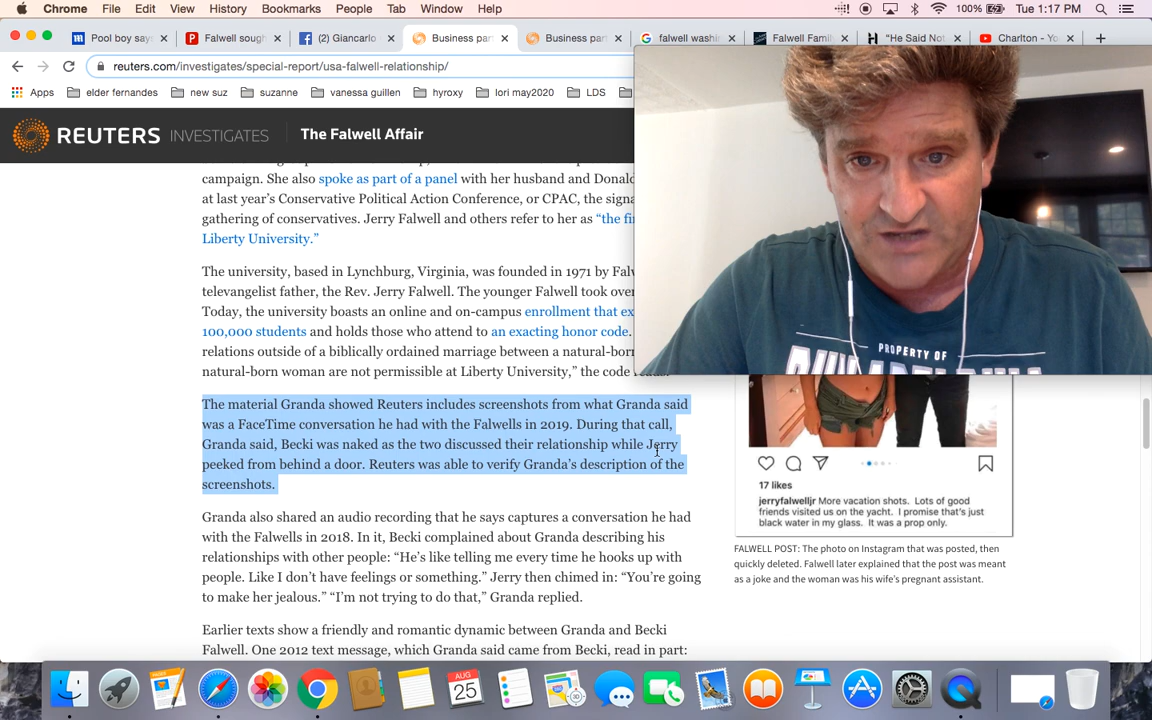 Chrome File Edit View History Bookmarks People Tab Window Help 100% Tue 1:17 PM
Pool boy say Falwell sough (2) Giancarlo Business par Business par falwell washi Falwell Fami "He Said Not Charlton - Yo
reuters.com/investigates/special-report/usa-falwell-relationship/
Apps elder fernandes new suz suzanne vanessa guillen hyroxy lori may2020 LDS
REUTERS INVESTIGATES The Falwell Affair
campaign. She also spoke as part of a panel with her husband and Donald
at last year's Conservative Political Action Conference, or CPAC, the signa
gathering of conservatives. Jerry Falwell and others refer to her as "the fi
Liberty University."
The university, based in Lynchburg, Virginia, was founded in 1971 by Falw
televangelist father, the Rev. Jerry Falwell. The younger Falwell took over
Today, the university boasts an online and on-campus enrollment that ex
100,000 students and holds those who attend to an exacting honor code.
relations outside of a biblically ordained marriage between a natural-born
natural-born woman are not permissible at Liberty University," the code reads.
The material Granda showed Reuters includes screenshots from what Granda said
was a FaceTime conversation he had with the Falwells in 2019. During that call,
Granda said, Becki was naked as the two discussed their relationship while Jerry
peeked from behind a door. Reuters was able to verify Granda's description of the
screenshots.
Granda also shared an audio recording that he says captures a conversation he had
with the Falwells in 2018. In it, Becki complained about Granda describing his
relationships with other people: "He's like telling me every time he hooks up with
people. Like I don't have feelings or something." Jerry then chimed in: "You're going
to make her jealous." "I'm not trying to do that," Granda replied.
Earlier texts show a friendly and romantic dynamic between Granda and Becki
Falwell. One 2012 text message, which Granda said came from Becki, read in part:
PROPERTY OF
PHILADELPHIA
17 likes
jerryfalwelljr More vacation shots. Lots of good
friends visited us on the yacht. I promise that's just
black water in my glass. It was a prop only.
FALWELL POST: The photo on Instagram that was posted, then
quickly deleted. Falwell later explained that the post was meant
as a joke and the woman was his wife's pregnant assistant.
AUG
25